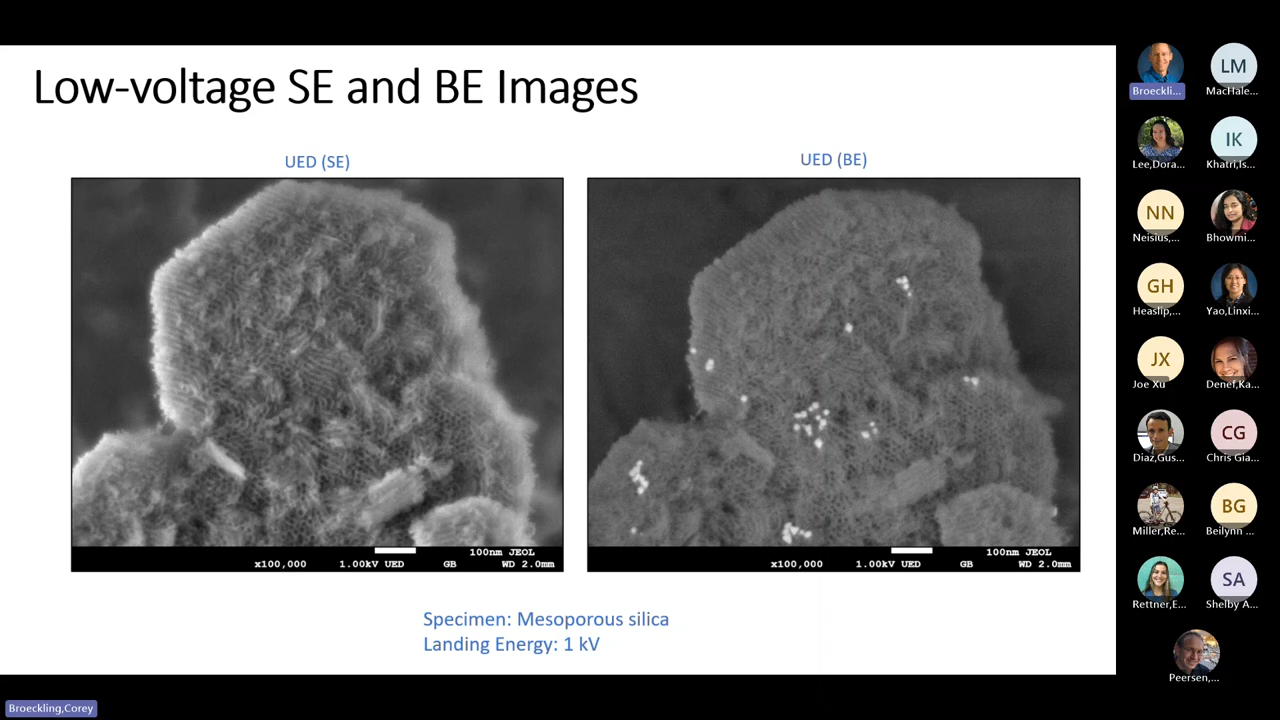 Low-voltage SE and BE Images
UED (SE)
UED (BE)
100nm JEOL
x100,000 1.00kV UED GB WD 2.0mm
100nm JEOL
x100,000 1.00kV UED GB WD 2.0mm
Specimen: Mesoporous silica
Landing Energy: 1 kV
Broeckli...
LM
MacHale...
Lee,Dora...
IK
Khatri,Is...
NN
Neisius,...
Bhowmi...
GH
Heaslip,...
Yao,Linxi...
JX
Joe Xu
Denef,Ka...
Diaz,Gus...
CG
Chris Gia...
Miller,Re...
BG
Beilynn ...
Rettner,E...
SA
Shelby A...
Peersen,...
Broeckling,Corey